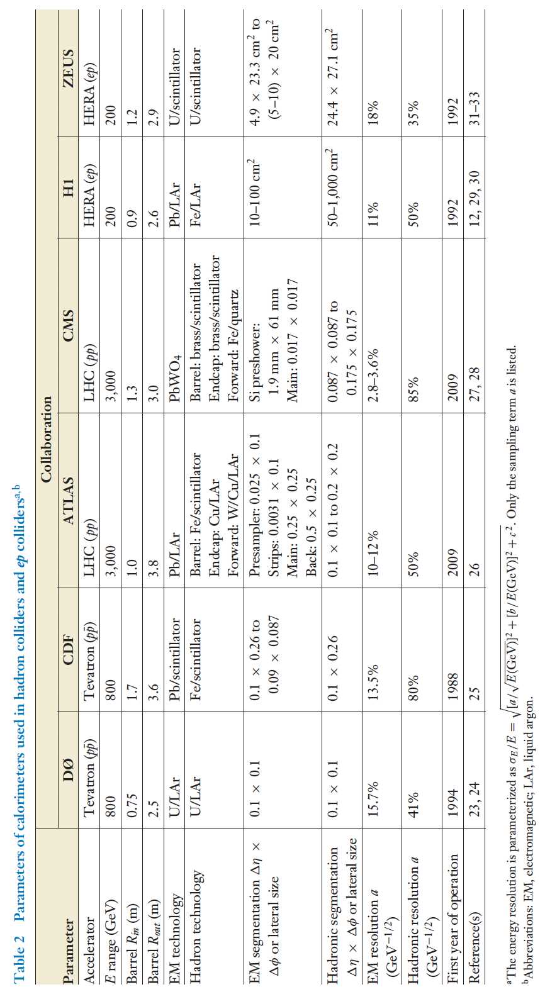 Table 2 Parameters of calorimeters used in hadron colliders and ep colliders^a,b
Collaboration
Parameter DØ CDF ATLAS CMS H1 ZEUS
Accelerator Tevatron (pp̄) Tevatron (pp̄) LHC (pp) LHC (pp) HERA (ep) HERA (ep)
E range (GeV) 800 800 3,000 3,000 200 200
Barrel R_in (m) 0.75 1.7 1.0 1.3 0.9 1.2
Barrel R_out (m) 2.5 3.6 3.8 3.0 2.6 2.9
EM technology U/LAr Pb/scintillator Pb/LAr PbWO₄ Pb/LAr U/scintillator
Hadron technology U/LAr Fe/scintillator Barrel: Fe/scintillator Barrel: brass/scintillator Fe/LAr U/scintillator
Endcap: Cu/LAr Endcap: brass/scintillator
Forward: W/Cu/LAr Forward: Fe/quartz
EM segmentation Δη × 0.1 × 0.1 0.1 × 0.26 to Presampler: 0.025 × 0.1 Si preshower: 10–100 cm² 4.9 × 23.3 cm² to
Δϕ or lateral size 0.09 × 0.087 Strips: 0.0031 × 0.1 1.9 mm × 61 mm (5–10) × 20 cm²
Main: 0.25 × 0.25 Main: 0.017 × 0.017
Back: 0.5 × 0.25
Hadronic segmentation 0.1 × 0.1 0.1 × 0.26 0.1 × 0.1 to 0.2 × 0.2 0.087 × 0.087 to 50–1,000 cm² 24.4 × 27.1 cm²
Δη × Δϕ or lateral size 0.175 × 0.175
EM resolution a 15.7% 13.5% 10–12% 2.8–3.6% 11% 18%
(GeV^−1/2)
Hadronic resolution a 41% 80% 50% 85% 50% 35%
(GeV^−1/2)
First year of operation 1994 1988 2009 2009 1992 1992
Reference(s) 23, 24 25 26 27, 28 12, 29, 30 31–33
^a The energy resolution is parameterized as σ_E/E = √[a/√E(GeV)]² + [b/E(GeV)]² + c². Only the sampling term a is listed.
^b Abbreviations: EM, electromagnetic; LAr, liquid argon.